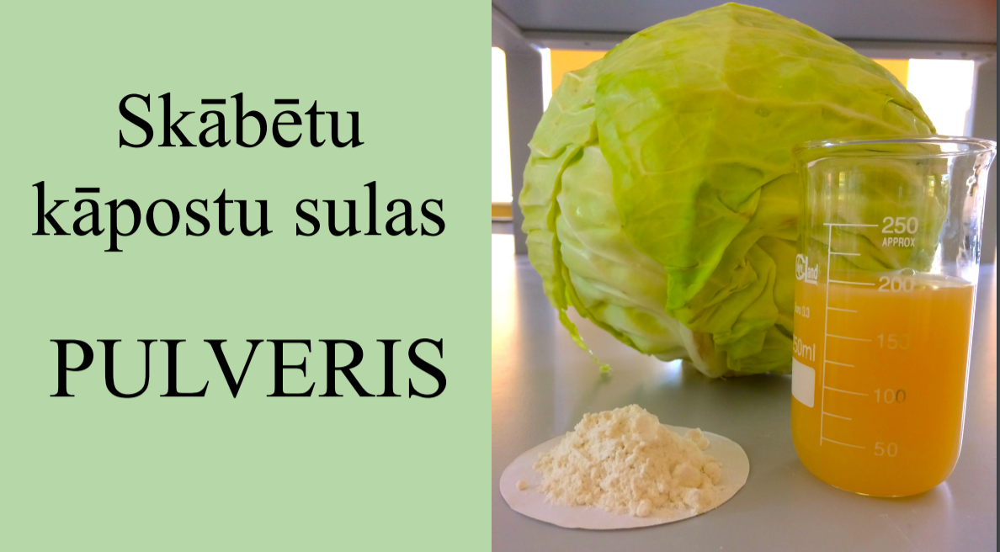 Skābētu
kāpostu sulas
PULVERIS
250
APPROX
200
150
100
50